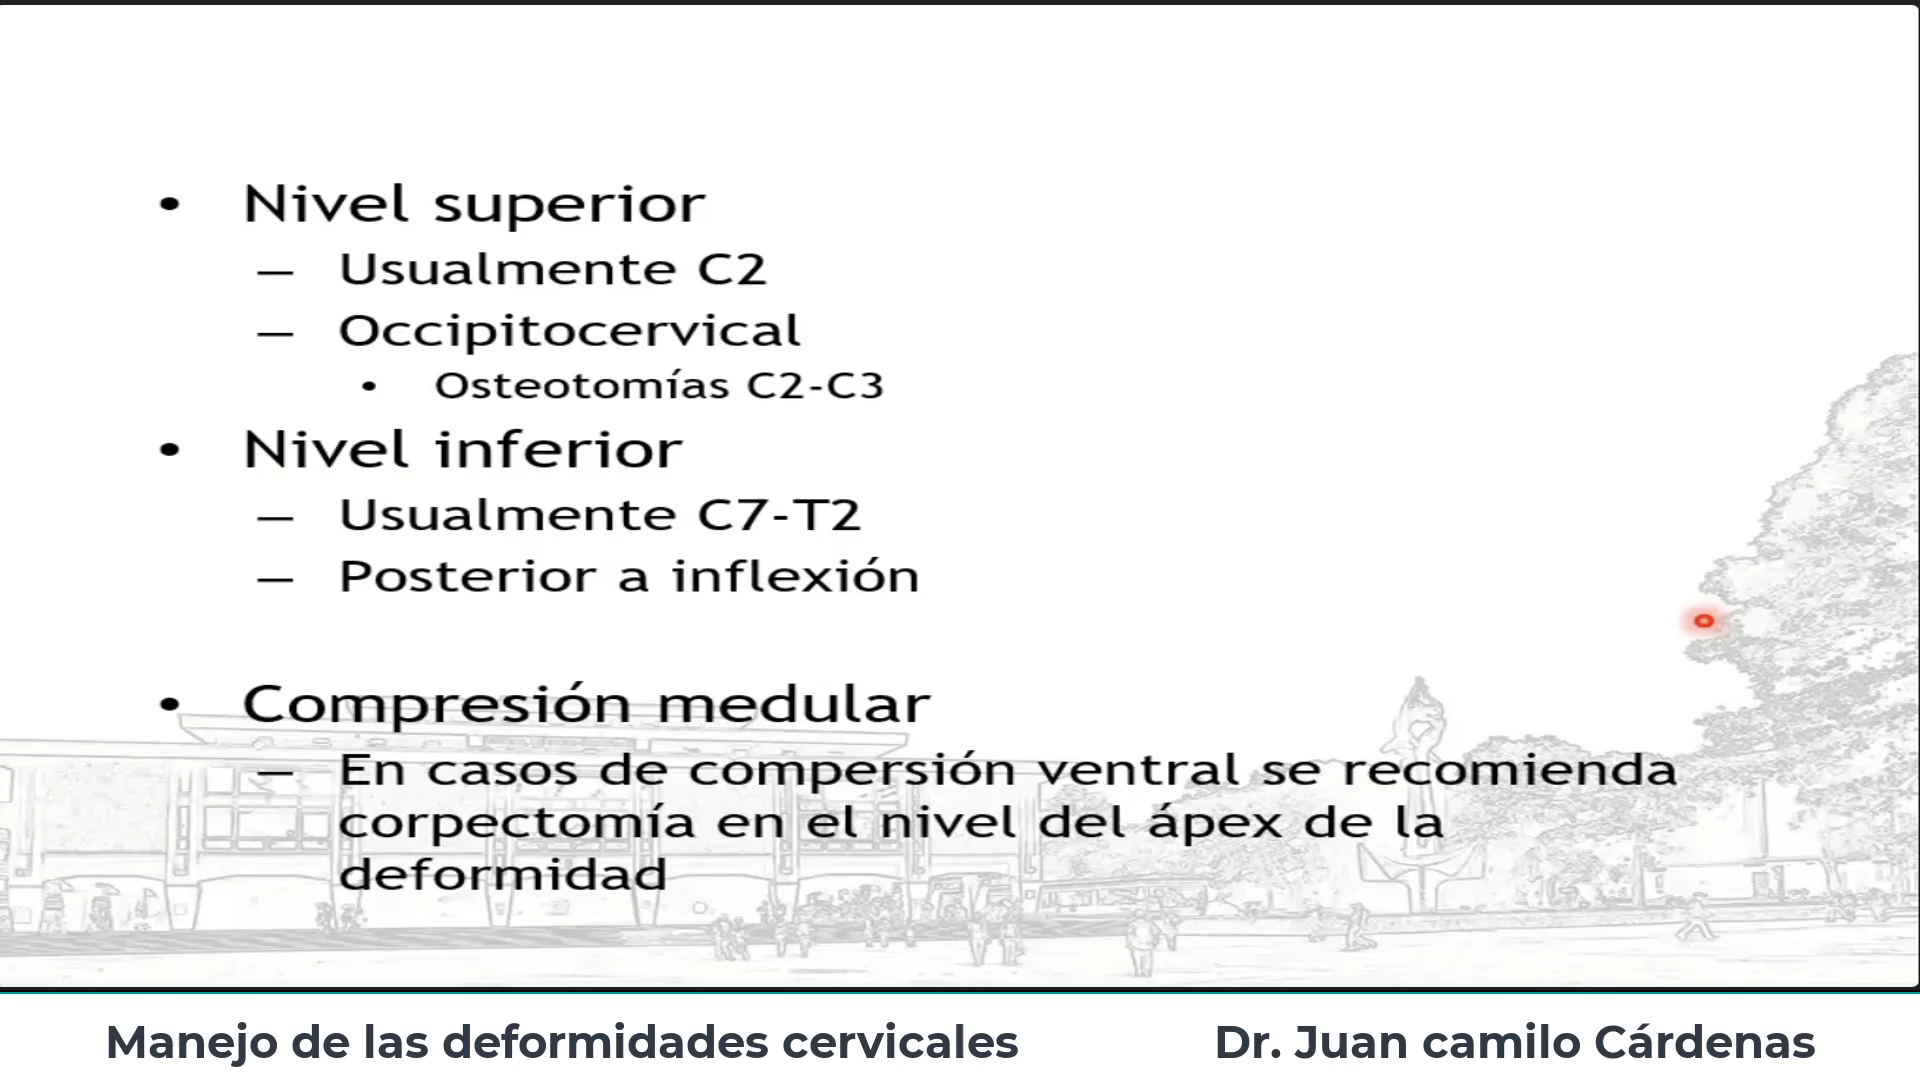 • Nivel superior
– Usualmente C2
– Occipitocervical
• Osteotomías C2-C3
• Nivel inferior
– Usualmente C7-T2
– Posterior a inflexión
• Compresión medular
– En casos de compersión ventral se recomienda
corpectomía en el nivel del ápex de la
deformidad
Manejo de las deformidades cervicales
Dr. Juan camilo Cárdenas